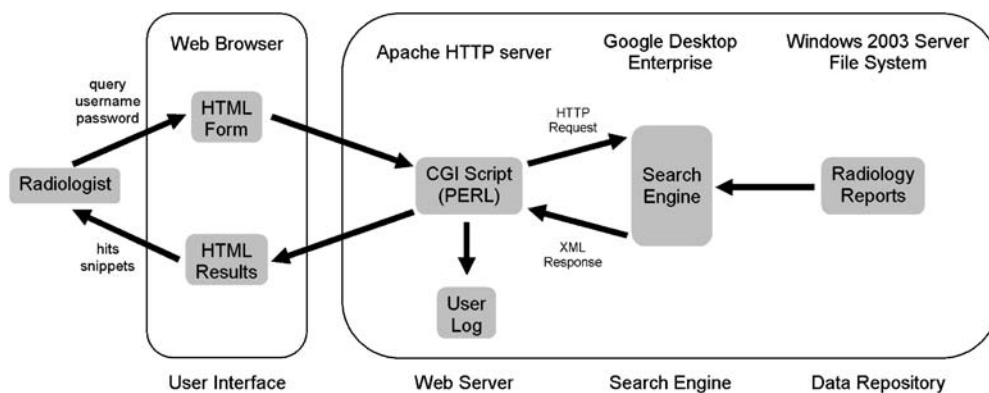 Web Browser
Apache HTTP server
Google Desktop
Enterprise
Windows 2003 Server
File System
query
username
password
HTML
Form
HTTP
Request
Radiologist
CGI Script
(PERL)
Search
Engine
Radiology
Reports
hits
snippets
HTML
Results
XML
Response
User
Log
User Interface
Web Server
Search Engine
Data Repository